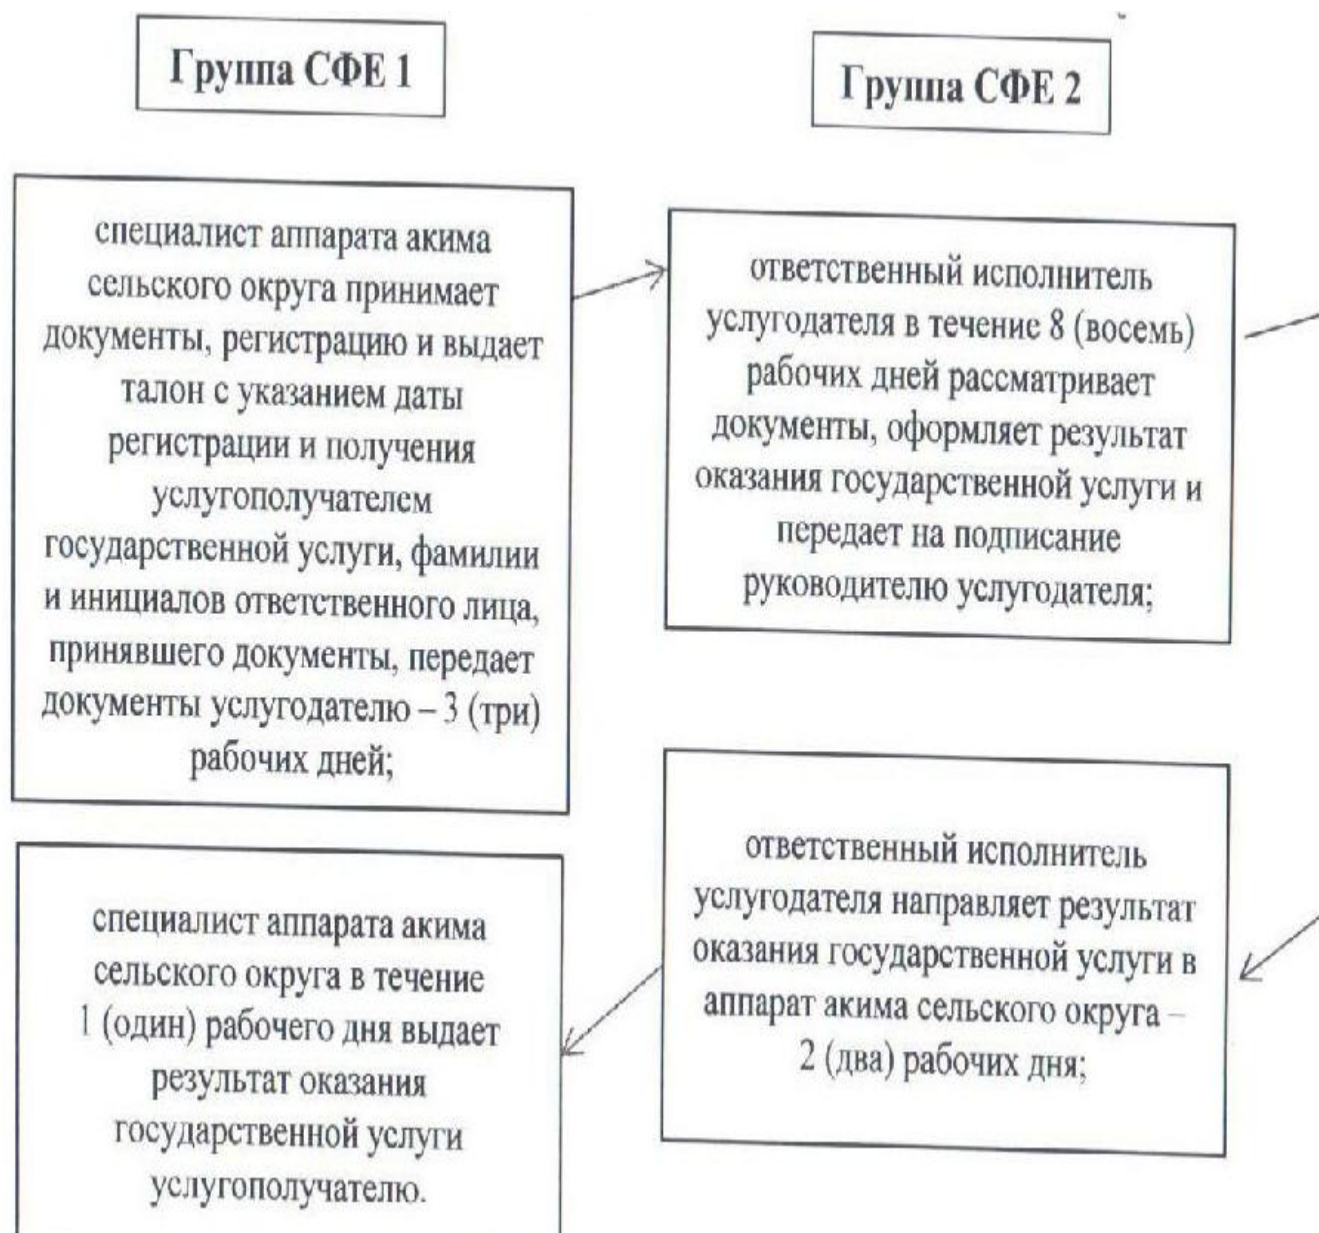 Группа СФЕ 1
Группа СФЕ 2
специалист аппарата акима
сельского округа принимает
документы, регистрацию и выдает
талон с указанием даты
регистрации и получения
услугополучателем
государственной услуги, фамилии
и инициалов ответственного лица,
принявшего документы, передает
документы услугодателю – 3 (три)
рабочих дней;
ответственный исполнитель
услугодателя в течение 8 (восемь)
рабочих дней рассматривает
документы, оформляет результат
оказания государственной услуги и
передает на подписание
руководителю услугодателя;
ответственный исполнитель
услугодателя направляет результат
оказания государственной услуги в
аппарат акима сельского округа –
2 (два) рабочих дня;
специалист аппарата акима
сельского округа в течение
1 (один) рабочего дня выдает
результат оказания
государственной услуги
услугополучателю.